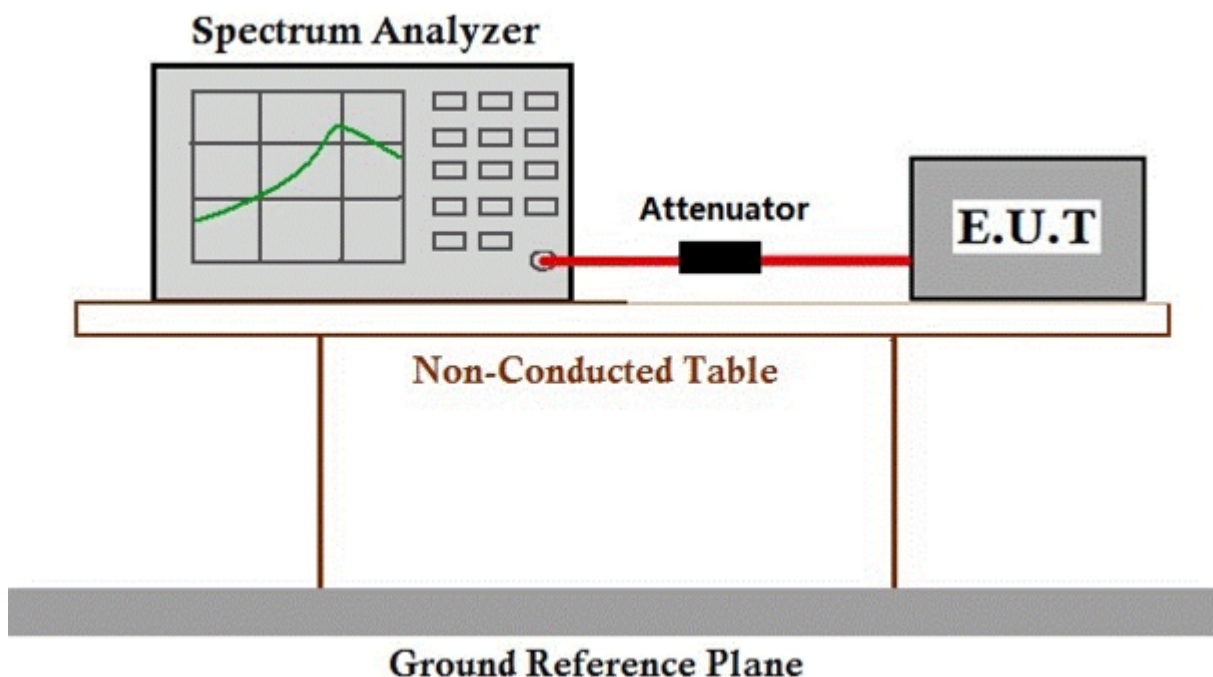 Spectrum Analyzer
Attenuator
E.U.T
Non-Conducted Table
Ground Reference Plane